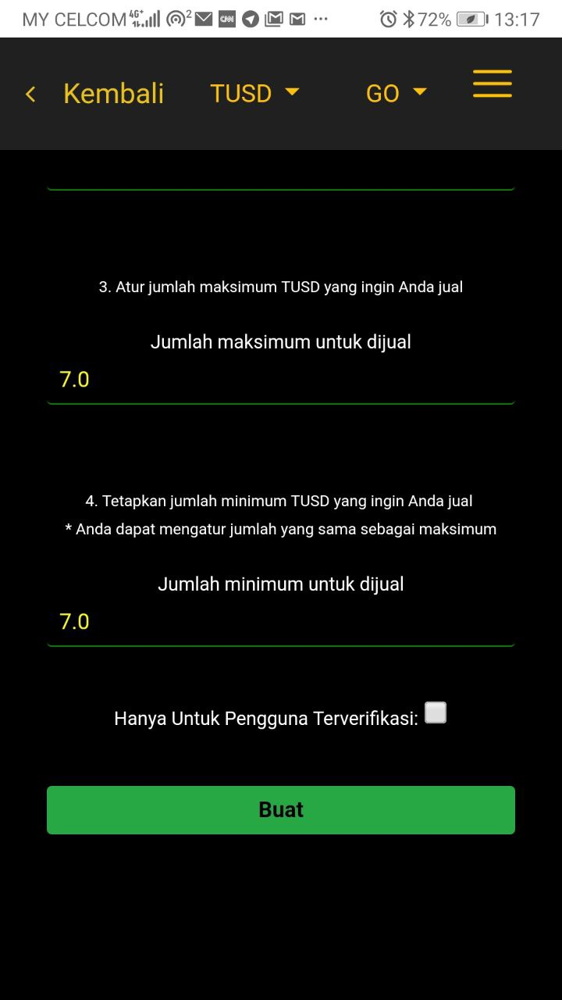 MY CELCOM 4G+ 2 CNN ... 72% 13:17
Kembali TUSD GO
3. Atur jumlah maksimum TUSD yang ingin Anda jual
Jumlah maksimum untuk dijual
7.0
4. Tetapkan jumlah minimum TUSD yang ingin Anda jual
* Anda dapat mengatur jumlah yang sama sebagai maksimum
Jumlah minimum untuk dijual
7.0
Hanya Untuk Pengguna Terverifikasi:
Buat